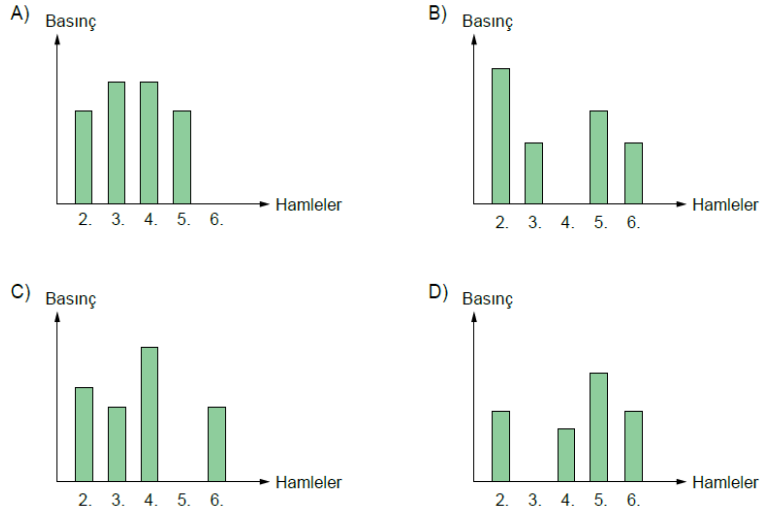 A)
Basınç
Hamleler
2. 3. 4. 5. 6.
B)
Basınç
Hamleler
2. 3. 4. 5. 6.
C)
Basınç
Hamleler
2. 3. 4. 5. 6.
D)
Basınç
Hamleler
2. 3. 4. 5. 6.